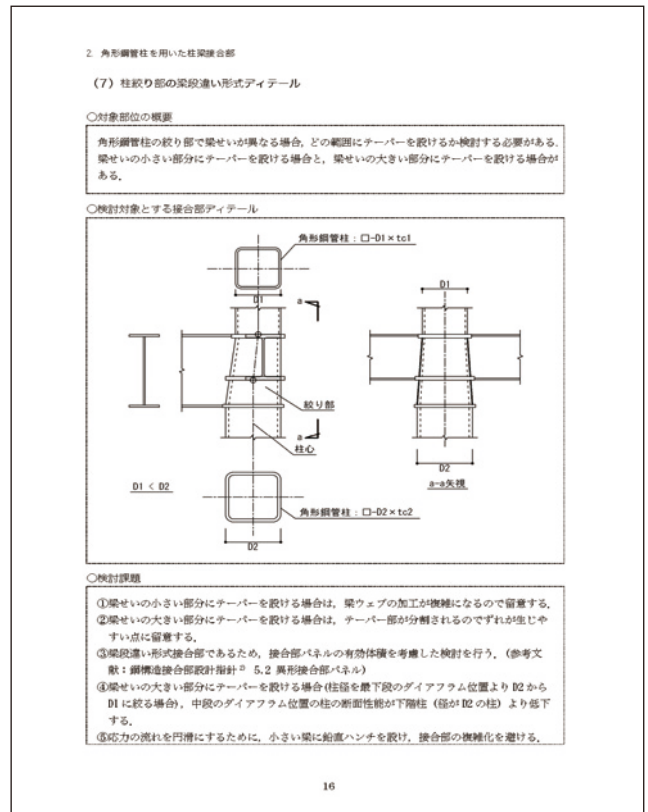 2. 角形鋼管柱を用いた柱梁接合部
（7）柱絞り部の梁段違い形式ディテール
○対象部位の概要
角形鋼管柱の絞り部で梁せいが異なる場合，どの範囲にテーパーを設けるか検討する必要がある．
梁せいの小さい部分にテーパーを設ける場合と，梁せいの大きい部分にテーパーを設ける場合が
ある．
○検討対象とする接合部ディテール
角形鋼管柱：□-D1×tc1
D1
D1
a
絞り部
a
柱心
D2
D1 < D2
a-a矢視
角形鋼管柱：□-D2×tc2
D2
○検討課題
①梁せいの小さい部分にテーパーを設ける場合は，梁ウェブの加工が複雑になるので留意する．
②梁せいの大きい部分にテーパーを設ける場合は，テーパー部が分割されるのでずれが生じや
すい点に留意する．
③梁段違い形式接合部であるため，接合部パネルの有効体積を考慮した検討を行う．（参考文
献：鋼構造接合部設計指針 5.2 異形接合部パネル）
④梁せいの大きい部分にテーパーを設ける場合(柱径を最下段のダイアフラム位置より D2 から
D1 に絞る場合)，中段のダイアフラム位置の柱の断面性能が下階柱（径が D2 の柱）より低下
する．
⑤応力の流れを円滑にするために，小さい梁に鉛直ハンチを設け，接合部の複雑化を避ける．
16